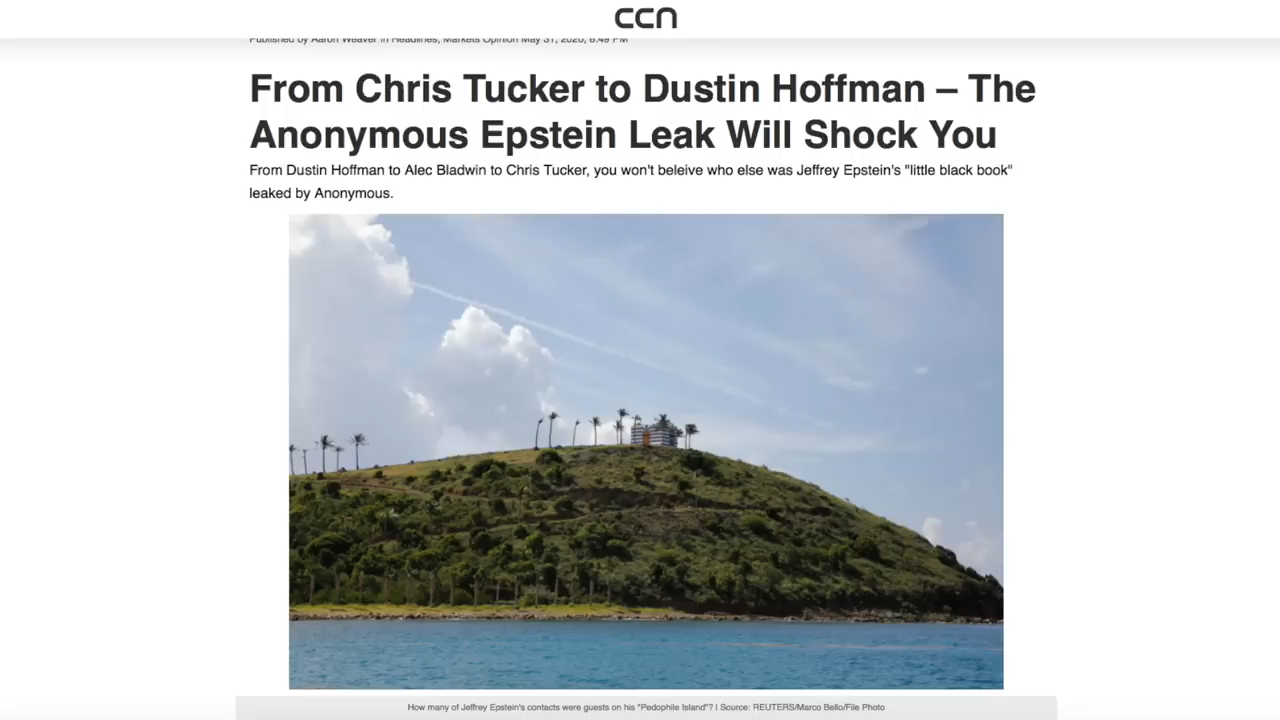 ccn
Published by Aaron Weaver in Headlines, Markets Opinion May 31, 2020, 6:49 PM
From Chris Tucker to Dustin Hoffman – The
Anonymous Epstein Leak Will Shock You
From Dustin Hoffman to Alec Bladwin to Chris Tucker, you won't beleive who else was Jeffrey Epstein's "little black book"
leaked by Anonymous.
How many of Jeffrey Epstein's contacts were guests on his "Pedophile Island"? | Source: REUTERS/Marco Bello/File Photo